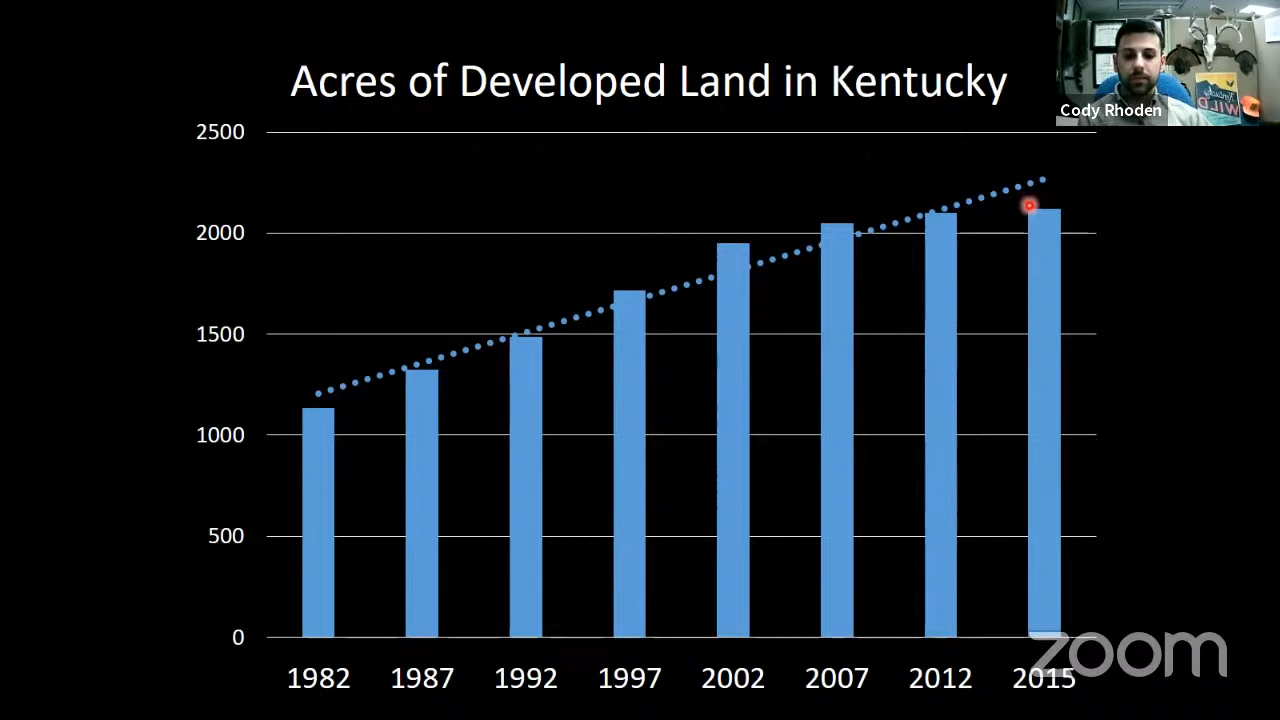 Acres of Developed Land in Kentucky
Cody Rhoden
2500
2000
1500
1000
500
0
1982 1987 1992 1997 2002 2007 2012 2015
zoom